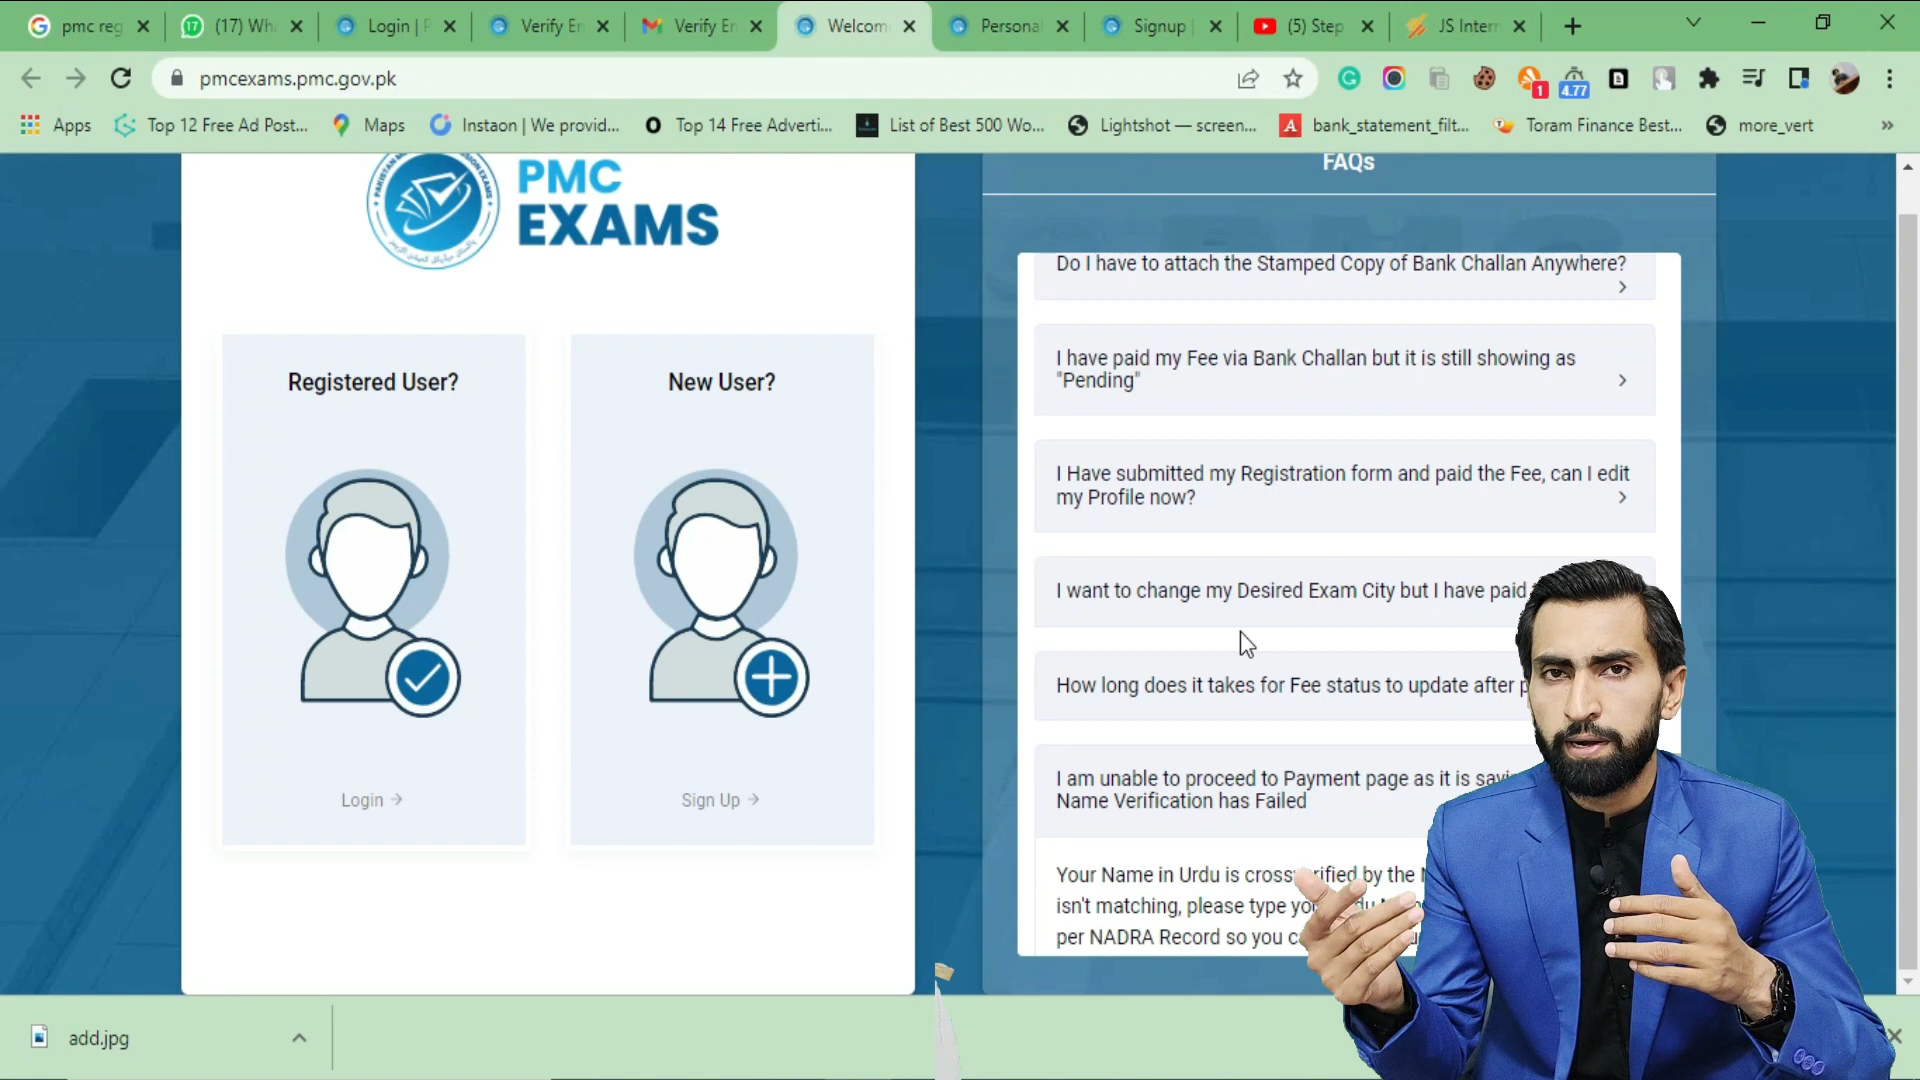 pmc reg
(17) Wh
Login |
Verify E
Verify E
Welcom
Persona
Signup |
(5) Step
JS Intern
pmcexams.pmc.gov.pk
1
4.77
Apps
Top 12 Free Ad Post...
Maps
Instaon | We provid...
Top 14 Free Adverti...
List of Best 500 Wo...
Lightshot — screen...
bank_statement_filt...
Toram Finance Best...
more_vert
»
PMC
EXAMS
Registered User?
New User?
Login
Sign Up
FAQs
Do I have to attach the Stamped Copy of Bank Challan Anywhere?
I have paid my Fee via Bank Challan but it is still showing as
"Pending"
I Have submitted my Registration form and paid the Fee, can I edit
my Profile now?
I want to change my Desired Exam City but I have paid
How long does it takes for Fee status to update after
I am unable to proceed to Payment page as it is
Name Verification has Failed
Your Name in Urdu is by the
isn't matching, please type
per NADRA Record so you
add.jpg